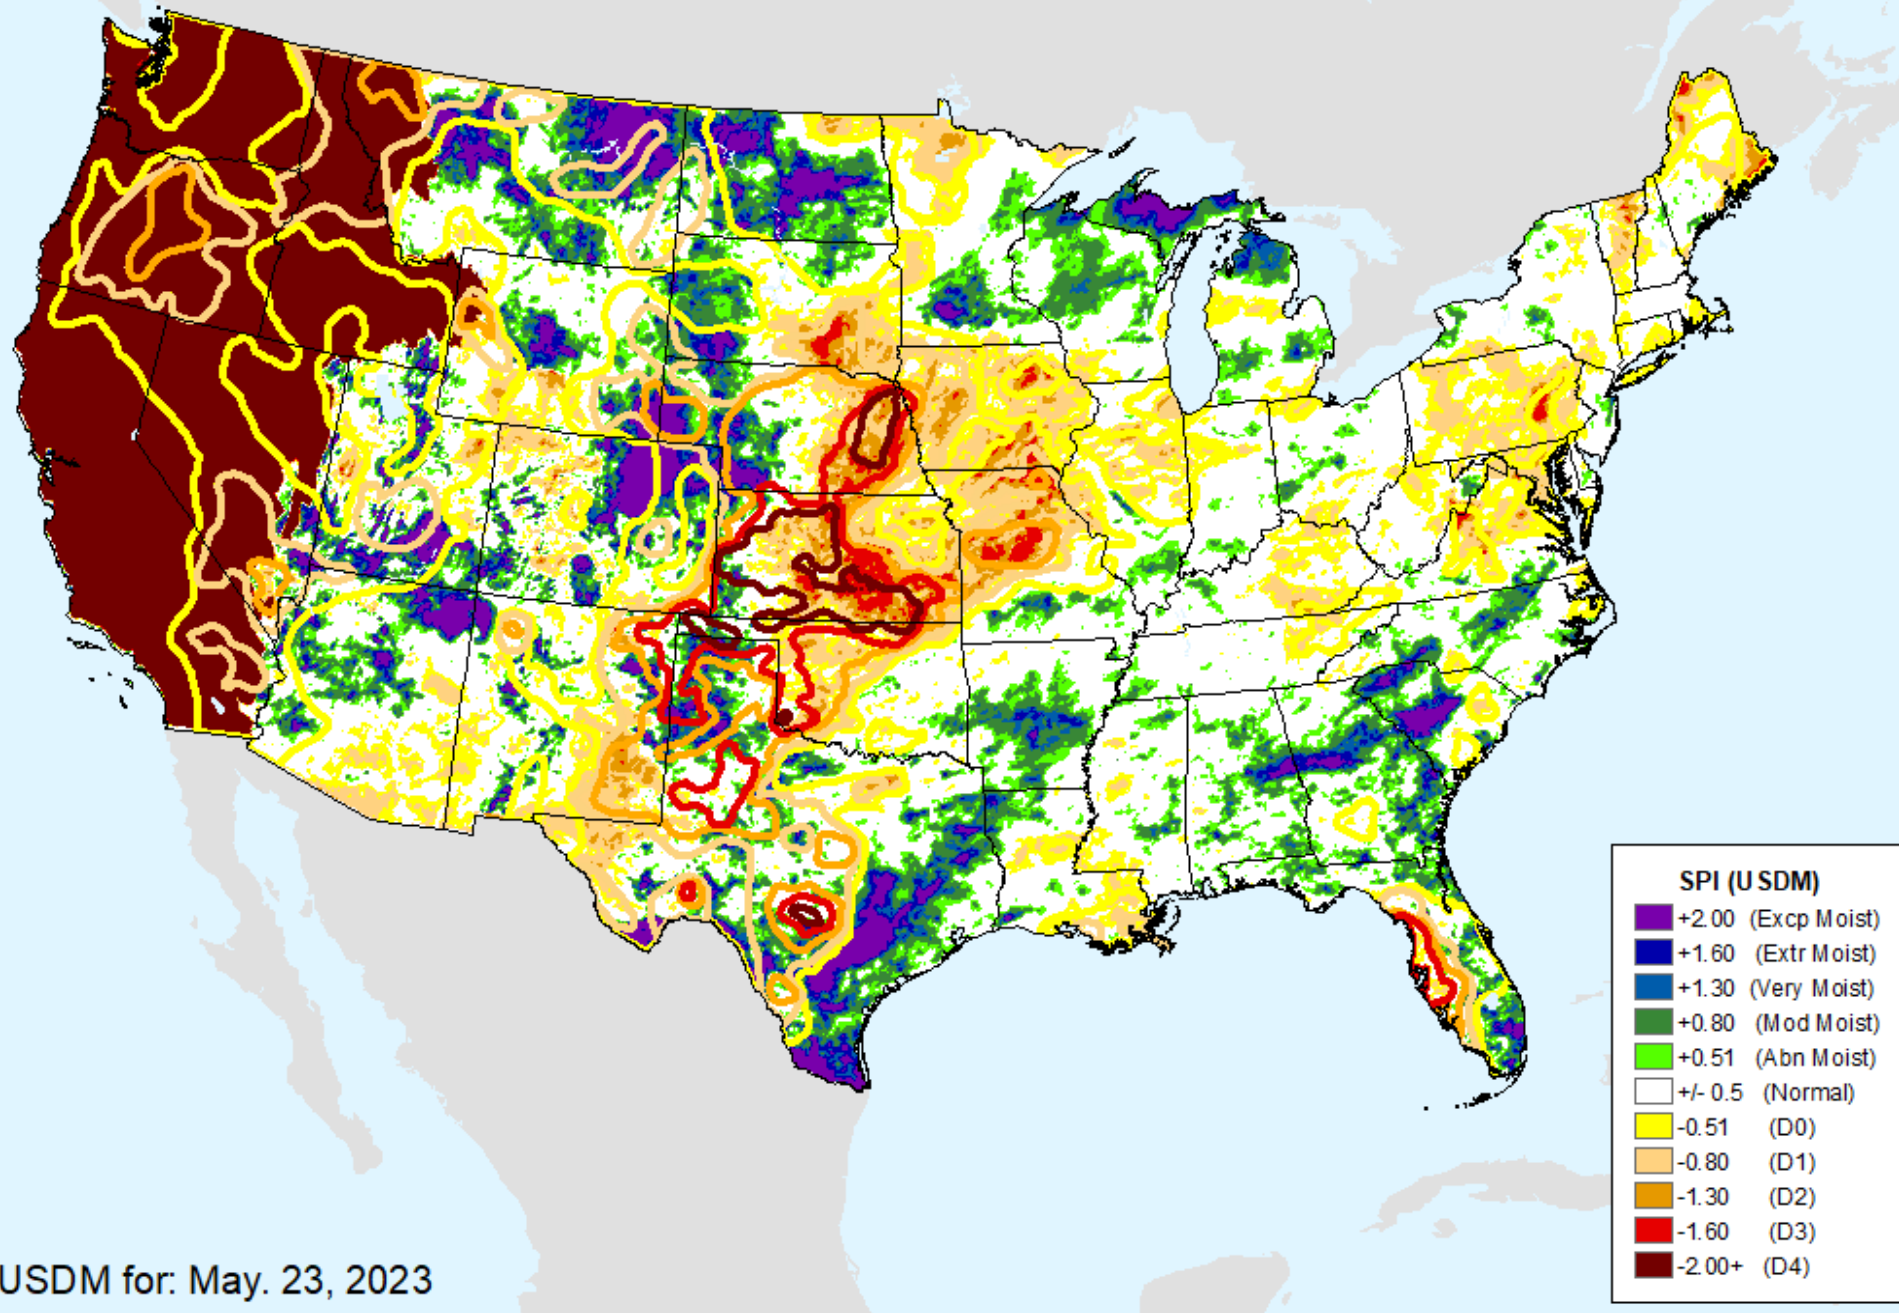 SPI (USDM)
+2.00 (Excp Moist)
+1.60 (Extr Moist)
+1.30 (Very Moist)
+0.80 (Mod Moist)
+0.51 (Abn Moist)
+/- 0.5 (Normal)
-0.51 (D0)
-0.80 (D1)
-1.30 (D2)
-1.60 (D3)
-2.00+ (D4)
USDM for: May. 23, 2023